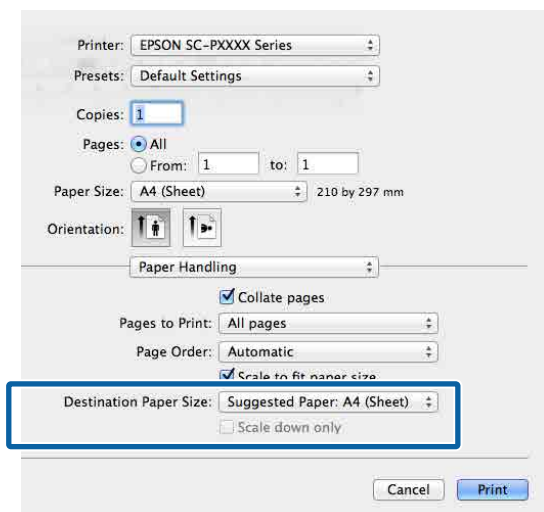 Printer: EPSON SC-PXXXX Series
Presets: Default Settings
Copies: 1
Pages: All
From: 1 to: 1
Paper Size: A4 (Sheet) 210 by 297 mm
Orientation:
Paper Handling
Collate pages
Pages to Print: All pages
Page Order: Automatic
Scale to fit paper size
Destination Paper Size: Suggested Paper: A4 (Sheet)
Scale down only
Cancel Print